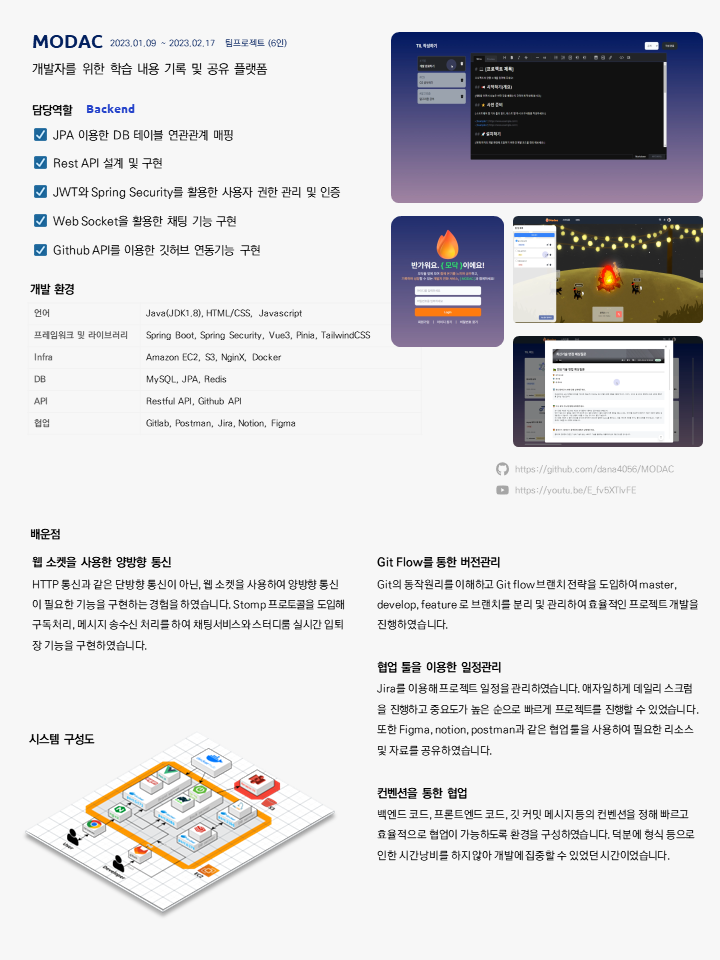 MODAC 2023.01.09 ~ 2023.02.17 팀프로젝트 (6인)
개발자를 위한 학습 내용 기록 및 공유 플랫폼
담당역할 Backend
JPA 이용한 DB 테이블 연관관계 매핑
Rest API 설계 및 구현
JWT와 Spring Security를 활용한 사용자 권한 관리 및 인증
Web Socket을 활용한 채팅 기능 구현
Github API를 이용한 깃허브 연동기능 구현
개발 환경
언어 Java(JDK1.8), HTML/CSS, Javascript
프레임워크 및 라이브러리 Spring Boot, Spring Security, Vue3, Pinia, TailwindCSS
Infra Amazon EC2, S3, NginX, Docker
DB MySQL, JPA, Redis
API Restful API, Github API
협업 Gitlab, Postman, Jira, Notion, Figma
TIL 작성하기
[프로젝트 제목]
시작하기(개요)
사전 준비
설치하기
반가워요. ( 모닥 )이에요!
https://github.com/dana4056/MODAC
https://youtu.be/E_fv5XTlvFE
배운점
웹 소켓을 사용한 양방향 통신
HTTP 통신과 같은 단방향 통신이 아닌, 웹 소켓을 사용하여 양방향 통신
이 필요한 기능을 구현하는 경험을 하였습니다. Stomp 프로토콜을 도입해
구독처리, 메시지 송수신 처리를 하여 채팅서비스와 스터디룸 실시간 입퇴
장 기능을 구현하였습니다.
Git Flow를 통한 버전관리
Git의 동작원리를 이해하고 Git flow 브랜치 전략을 도입하여 master,
develop, feature 로 브랜치를 분리 및 관리하여 효율적인 프로젝트 개발을
진행하였습니다.
협업 툴을 이용한 일정관리
Jira를 이용해 프로젝트 일정을 관리하였습니다. 애자일하게 데일리 스크럼
을 진행하고 중요도가 높은 순으로 빠르게 프로젝트를 진행할 수 있었습니다.
또한 Figma, notion, postman과 같은 협업 툴을 사용하여 필요한 리소스
및 자료를 공유하였습니다.
컨벤션을 통한 협업
백엔드 코드, 프론트엔드 코드, 깃 커밋 메시지 등의 컨벤션을 정해 빠르고
효율적으로 협업이 가능하도록 환경을 구성하였습니다. 덕분에 형식 등으로
인한 시간낭비를 하지 않아 개발에 집중할 수 있었던 시간이었습니다.
시스템 구성도
S3
User
Developer
EC2